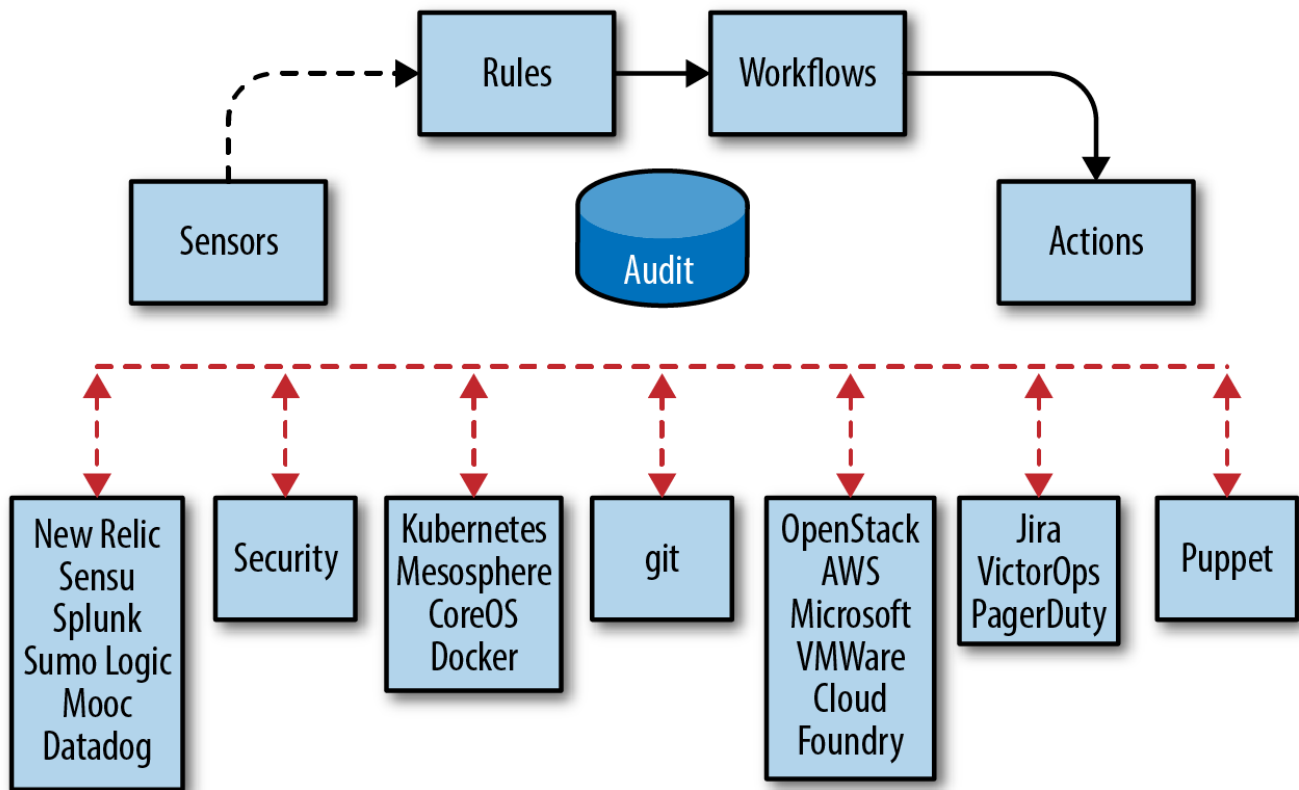 Rules
Workflows
Sensors
Audit
Actions
New Relic
Sensu
Splunk
Sumo Logic
Mooc
Datadog
Security
Kubernetes
Mesosphere
CoreOS
Docker
git
OpenStack
AWS
Microsoft
VMWare
Cloud
Foundry
Jira
VictorOps
PagerDuty
Puppet